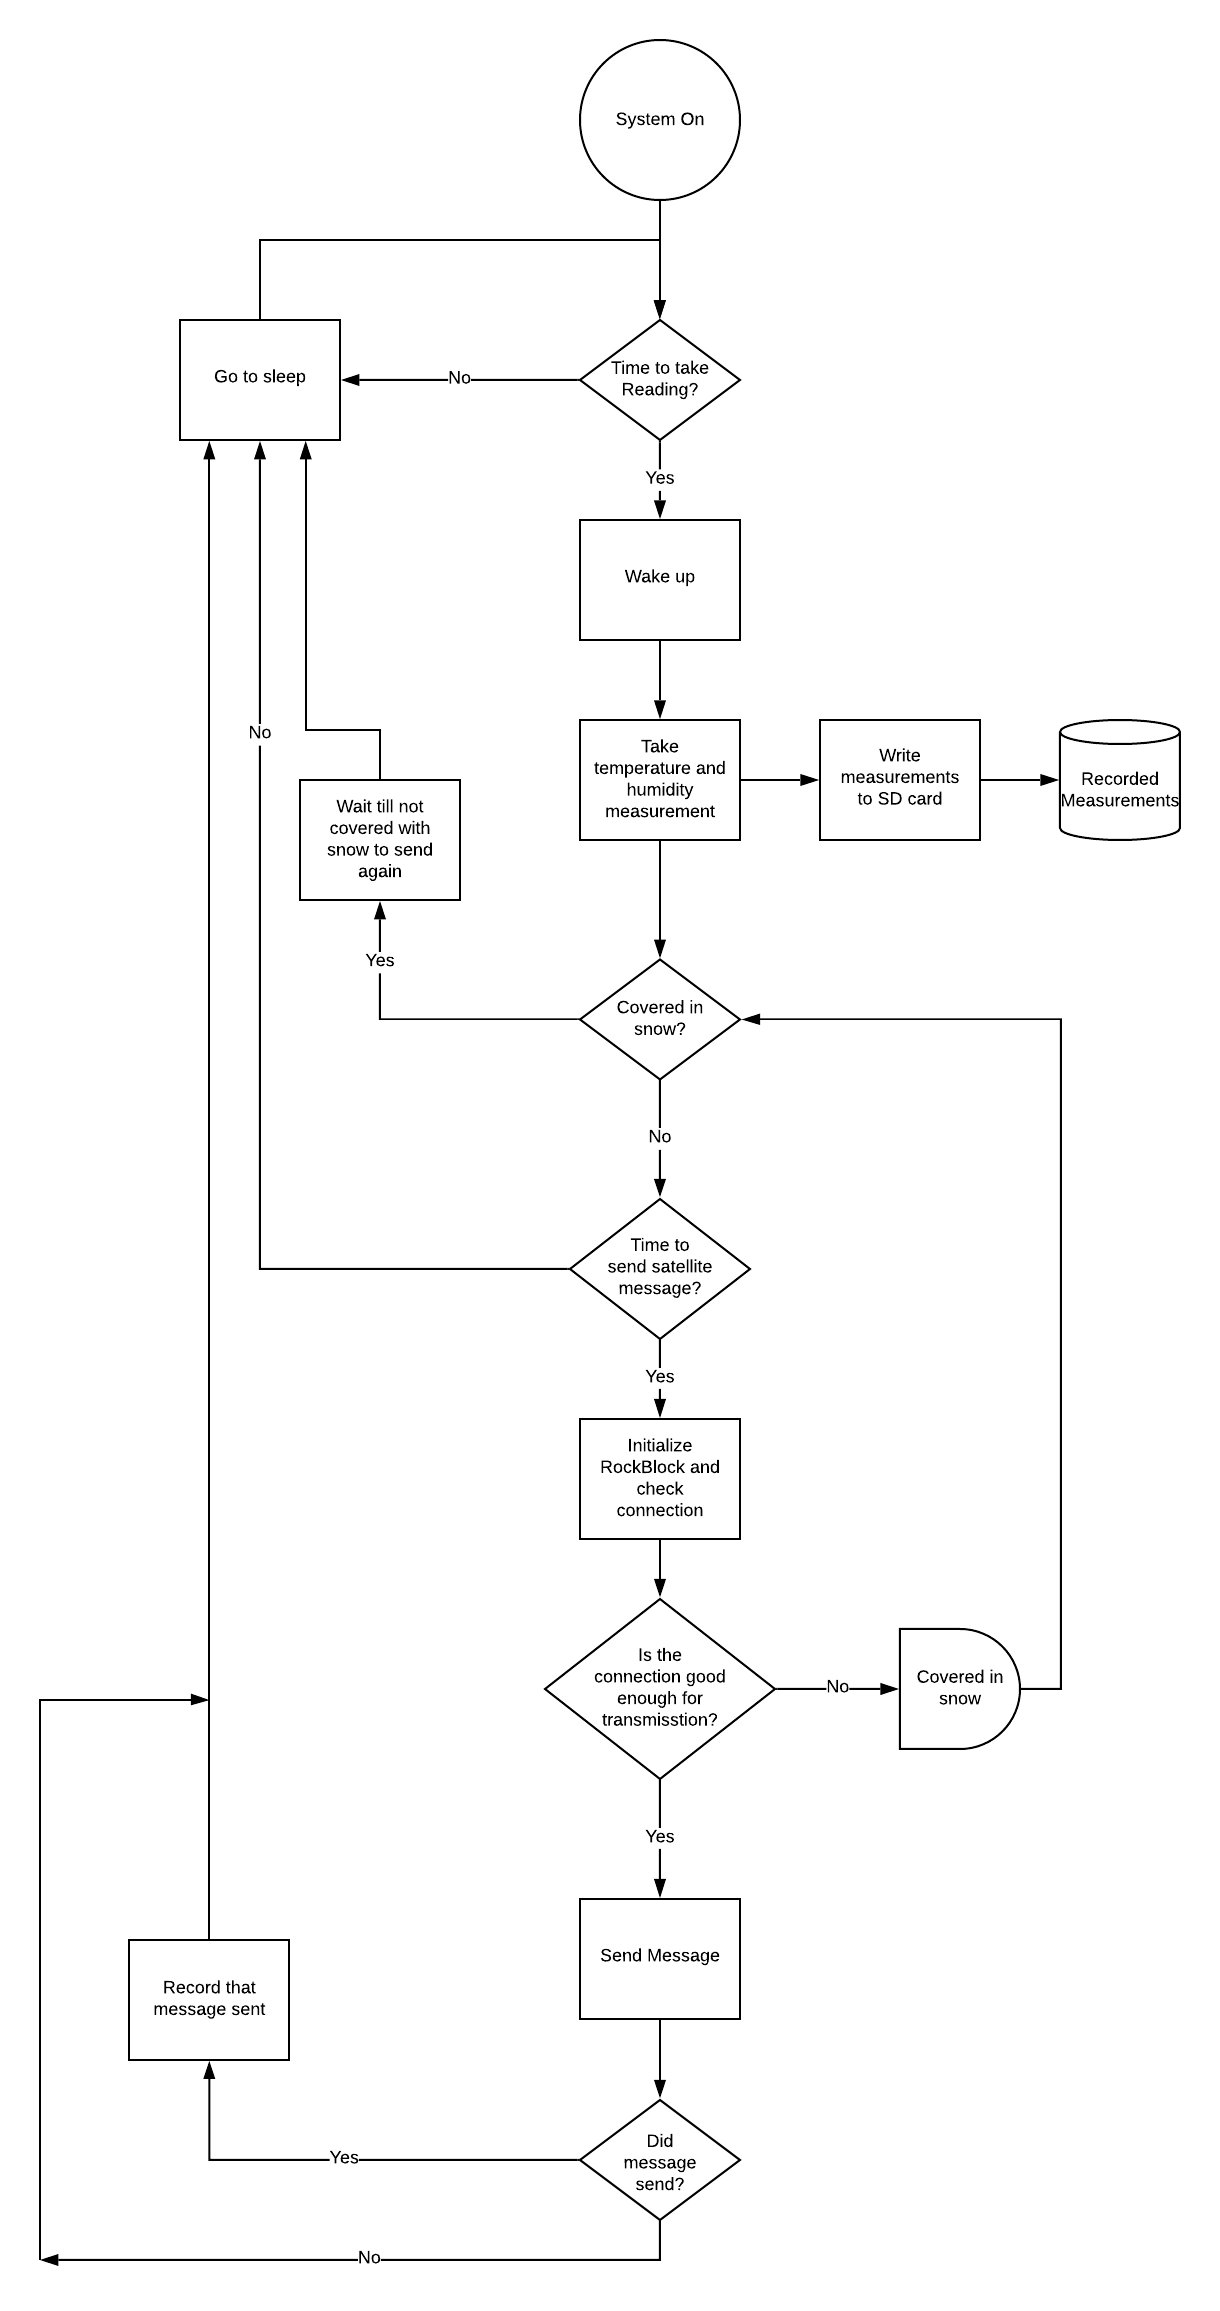 System On
Go to sleep
No
Time to take
Reading?
Yes
Wake up
No
Take
temperature and
humidity
measurement
Write
measurements
to SD card
Recorded
Measurements
Wait till not
covered with
snow to send
again
Yes
Covered in
snow?
No
Time to
send satellite
message?
Yes
Initialize
RockBlock and
check
connection
Is the
connection good
enough for
transmisstion?
No
Covered in
snow
Yes
Send Message
Record that
message sent
Did
message
send?
Yes
No